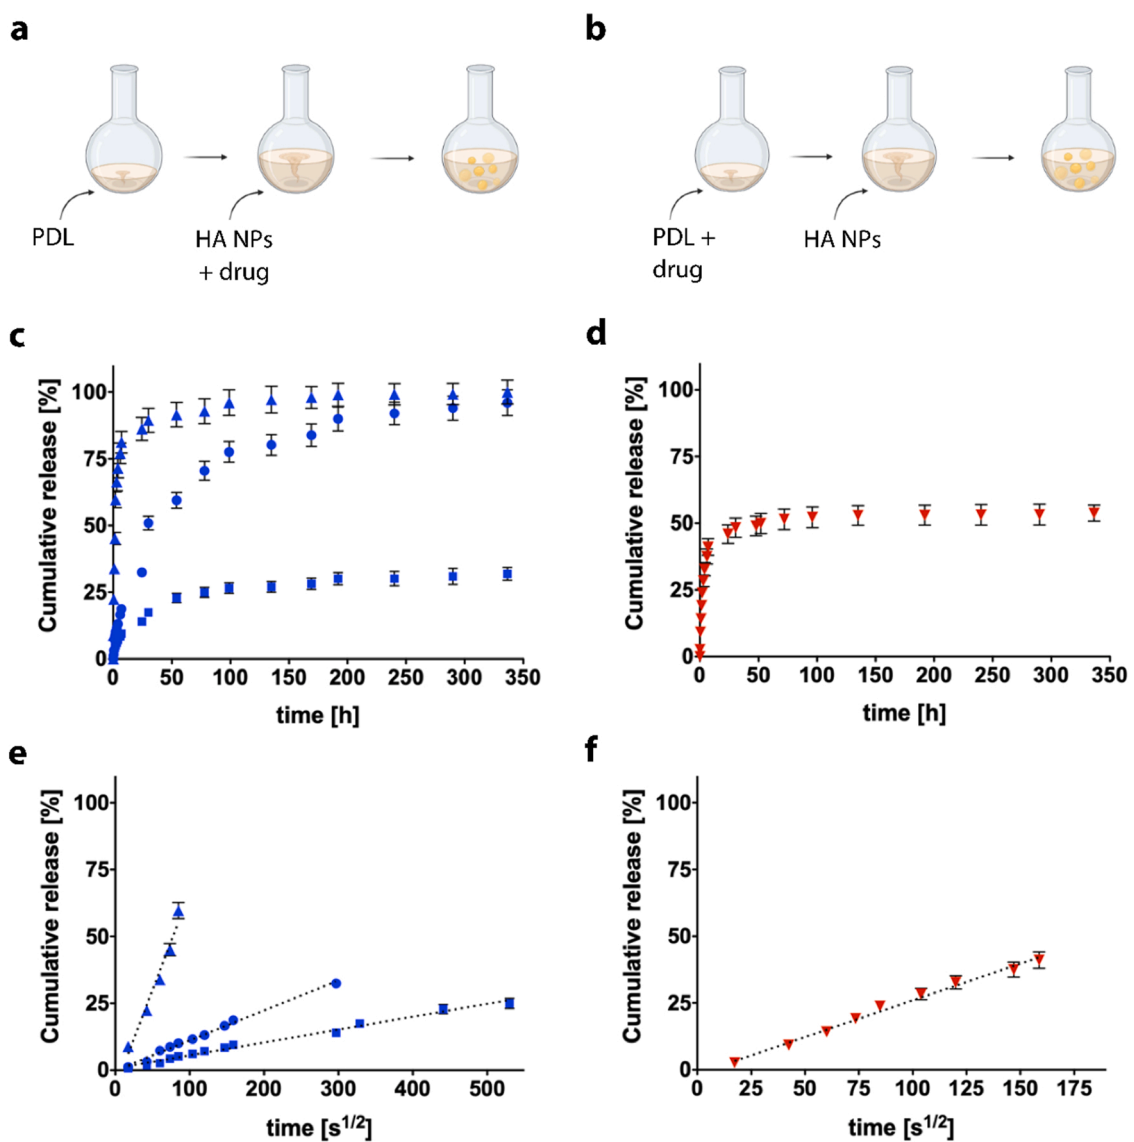 a
b
PDL
HA NPs
+ drug
PDL +
drug
HA NPs
c
d
Cumulative release [%]
100
75
50
25
0
0 50 100 150 200 250 300 350
time [h]
Cumulative release [%]
100
75
50
25
0
0 50 100 150 200 250 300 350
time [h]
e
f
Cumulative release [%]
100
75
50
25
0
0 100 200 300 400 500
time [s1/2]
Cumulative release [%]
100
75
50
25
0
0 25 50 75 100 125 150 175
time [s1/2]